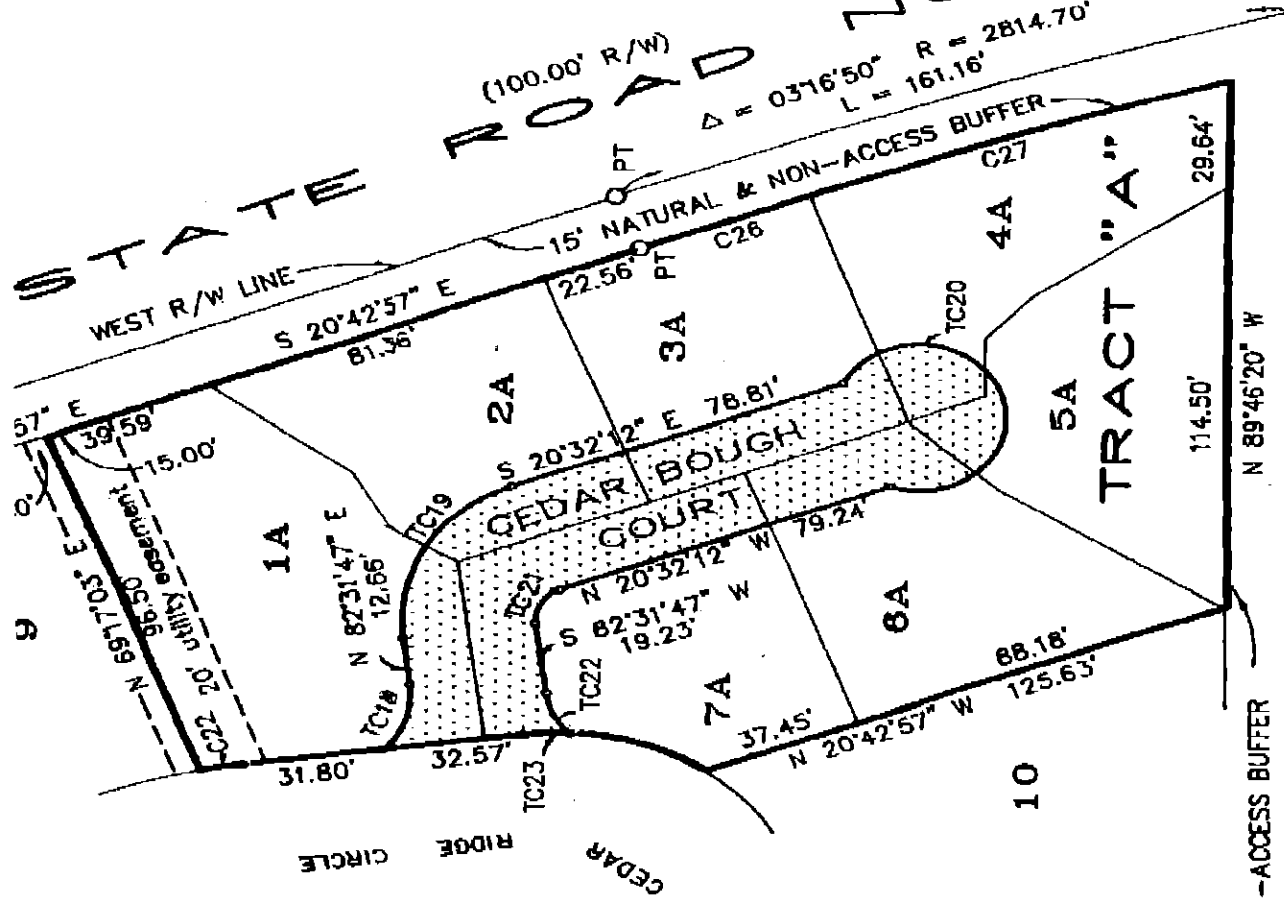 STATE ROAD
(100.00' R/W)
Δ = 03°16'50" R = 2814.70'
L = 161.16'
WEST R/W LINE
15' NATURAL & NON-ACCESS BUFFER
PT
PT
S 20°42'57" E
81.36'
22.56'
C26
C27
57" E
39.59'
15.00'
N 69°17'03" E
96.50'
20' utility easement
C22
9
1A
2A
3A
4A
5A
TRACT "A"
29.64'
114.50'
N 89°46'20" W
TC18
N 82°31'47" E
12.65'
TC19
S 20°32'12" E 78.81'
CEDAR BOUGH
COURT
TC20
N 20°32'12" W 79.24'
TC21
S 82°31'47" W
19.23'
TC22
TC23
31.80'
32.57'
7A
6A
37.45'
88.18'
N 20°42'57" W 125.63'
10
CEDAR RIDGE CIRCLE
-ACCESS BUFFER